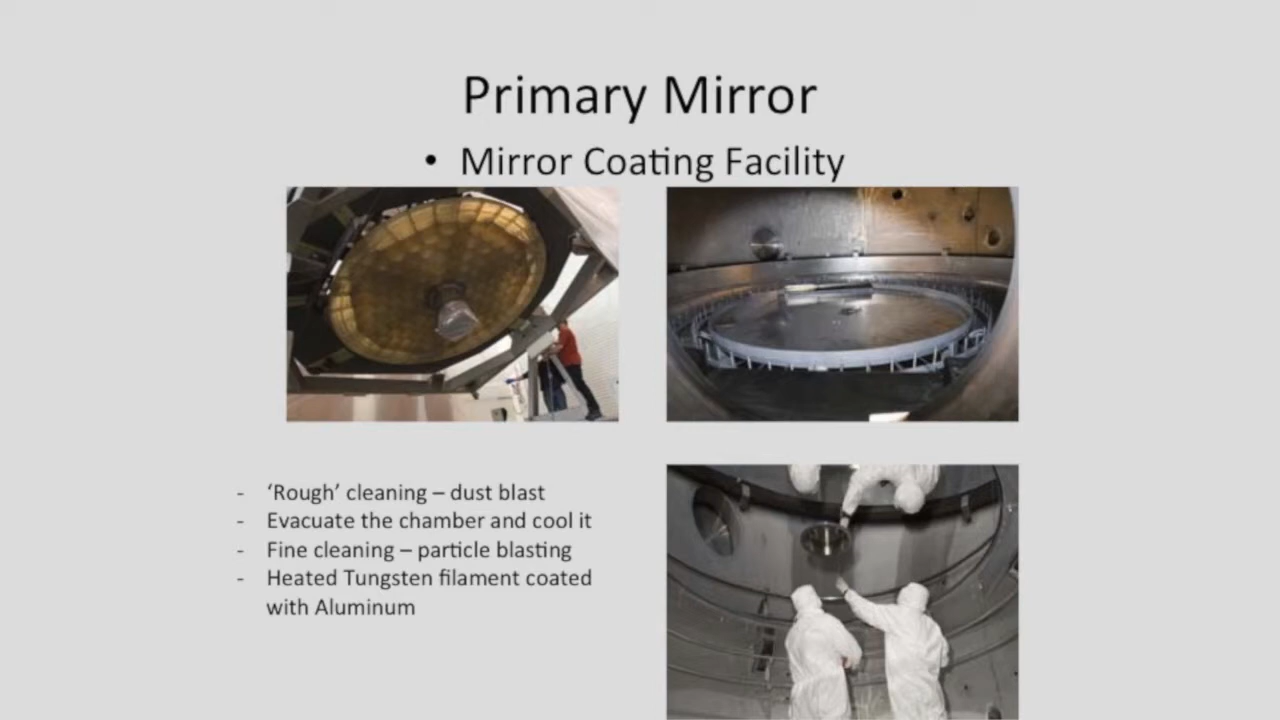 Primary Mirror
• Mirror Coating Facility
- ‘Rough’ cleaning – dust blast
- Evacuate the chamber and cool it
- Fine cleaning – particle blasting
- Heated Tungsten filament coated
with Aluminum